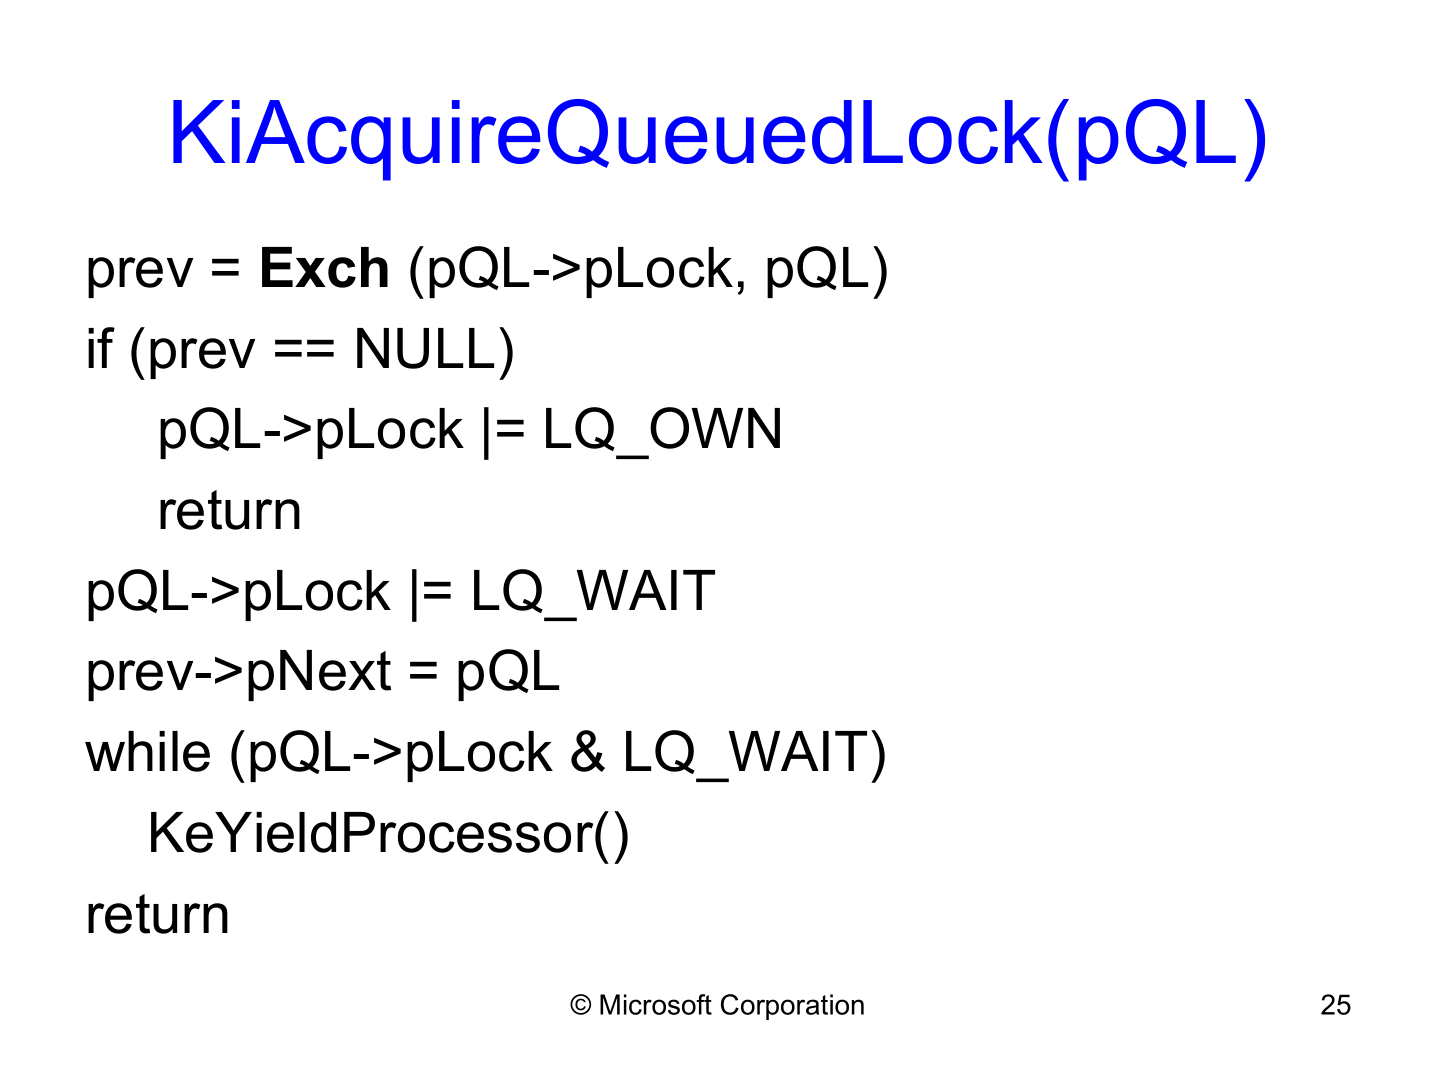 KiAcquireQueuedLock(pQL)
prev = Exch (pQL->pLock, pQL)
if (prev == NULL)
pQL->pLock |= LQ_OWN
return
pQL->pLock |= LQ_WAIT
prev->pNext = pQL
while (pQL->pLock & LQ_WAIT)
KeYieldProcessor()
return
© Microsoft Corporation
25